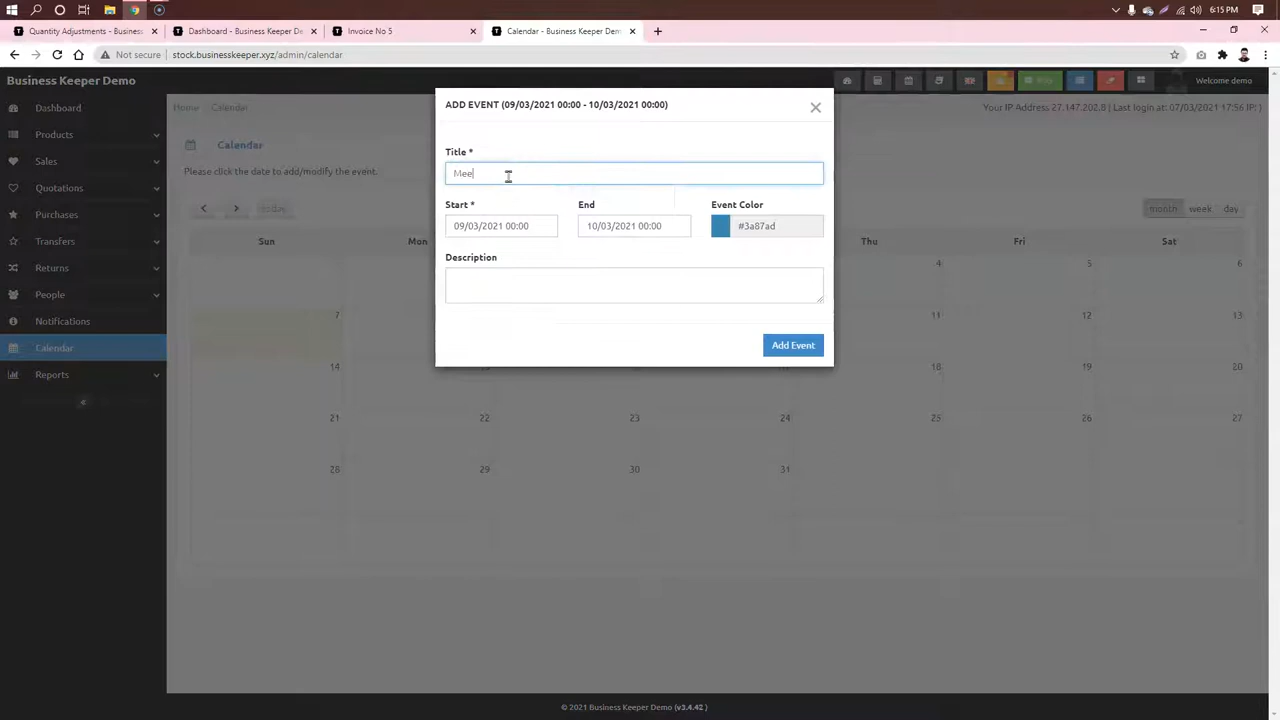 6:15 PM
Quantity Adjustments - Business
Dashboard - Business Keeper De
Invoice No 5
Calendar - Business Keeper Dem
Not secure
stock.businesskeeper.xyz/admin/calendar
Business Keeper Demo
Welcome demo
Dashboard
Products
Sales
Quotations
Purchases
Transfers
Returns
People
Notifications
Calendar
Reports
Home
Calendar
Your IP Address 27.147.202.8 | Last login at: 07/03/2021 17:56 IP: )
Calendar
Please click the date to add/modify the event.
today
month week day
Sun Mon Thu Fri Sat
4 5 6
7 11 12 13
14 18 19 20
21 22 23 24 25 26 27
28 29 30 31
ADD EVENT (09/03/2021 00:00 - 10/03/2021 00:00)
Title *
Mee
Start * End Event Color
09/03/2021 00:00 10/03/2021 00:00 #3a87ad
Description
Add Event
© 2021 Business Keeper Demo (v3.4.42 )